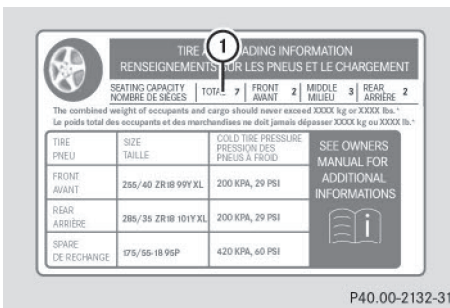 1
TIRE AND LOADING INFORMATION
RENSEIGNEMENTS SUR LES PNEUS ET LE CHARGEMENT
SEATING CAPACITY TOTAL 7 FRONT 2 MIDDLE 3 REAR 2
NOMBRE DE SIÈGES AVANT MILIEU ARRIÈRE
The combined weight of occupants and cargo should never exceed XXXX kg or XXXX lbs.*
Le poids total des occupants et des marchandises ne doit jamais dépasser XXXX kg ou XXXX lb.*
TIRE SIZE COLD TIRE PRESSURE SEE OWNERS
PNEU TAILLE PRESSION DES MANUAL FOR
PNEUS À FROID ADDITIONAL
INFORMATIONS
FRONT
AVANT 255/40 ZR18 99Y XL 200 KPA, 29 PSI
REAR
ARRIÈRE 285/35 ZR18 101Y XL 200 KPA, 29 PSI
SPARE
DE RECHANGE 175/55-18 95P 420 KPA, 60 PSI
i
P40.00-2132-31